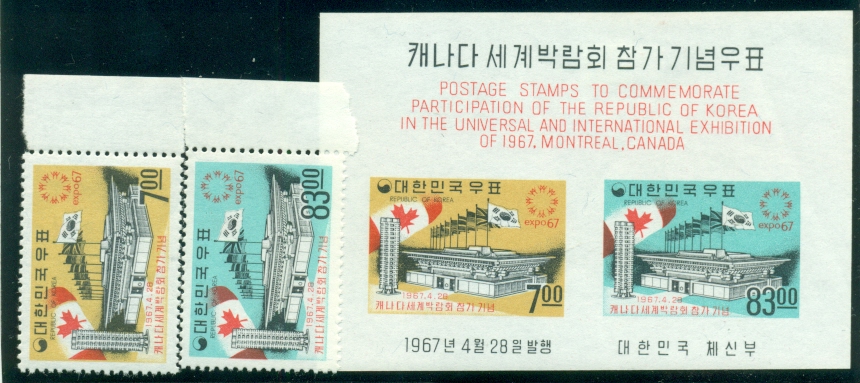 캐나다 세계박람회 참가기념우표
POSTAGE STAMPS TO COMMEMORATE
PARTICIPATION OF THE REPUBLIC OF KOREA
IN THE UNIVERSAL AND INTERNATIONAL EXHIBITION
OF 1967, MONTREAL, CANADA
대한민국우표
REPUBLIC OF KOREA
expo67
1967.4.28
캐나다세계박람회 참가기념
7.00
대한민국우표
REPUBLIC OF KOREA
expo67
1967.4.28
캐나다세계박람회 참가기념
83.00
1967년 4월 28일 발행
대한민국 체신부
대한민국우표
REPUBLIC OF KOREA
expo67
1967.4.28
캐나다세계박람회 참가기념
7.00
대한민국우표
REPUBLIC OF KOREA
expo67
1967.4.28
캐나다세계박람회 참가기념
83.00